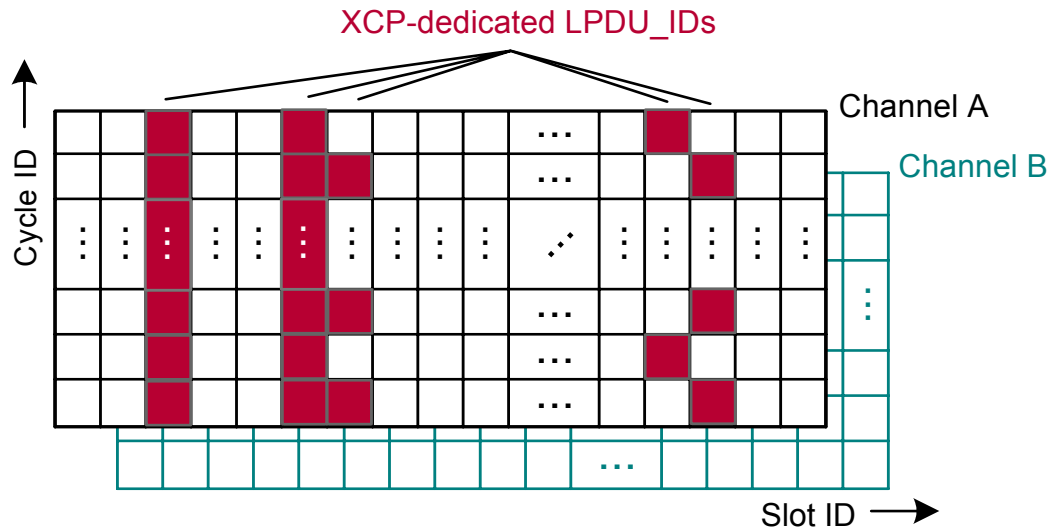 XCP-dedicated LPDU_IDs
Channel A
Channel B
Cycle ID
Slot ID